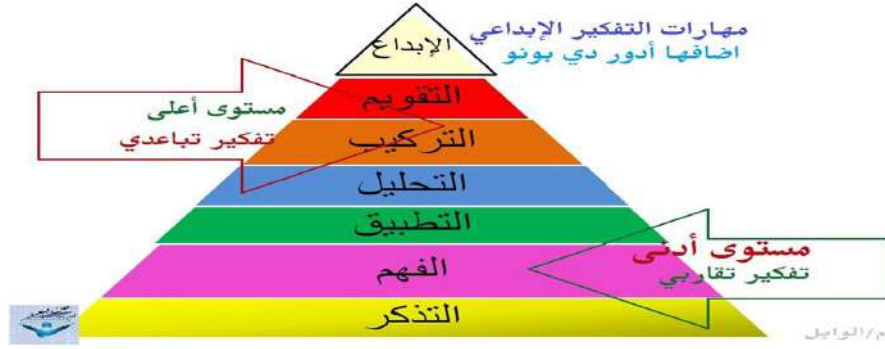 الإبداع
مهارات التفكير الإبداعي
اضافها أدور دي بونو
التقويم
مستوى أعلى
التركيب
تفكير تباعدي
التحليل
التطبيق
مستوى أدنى
الفهم
تفكير تقاربي
التذكر
م/الوايل